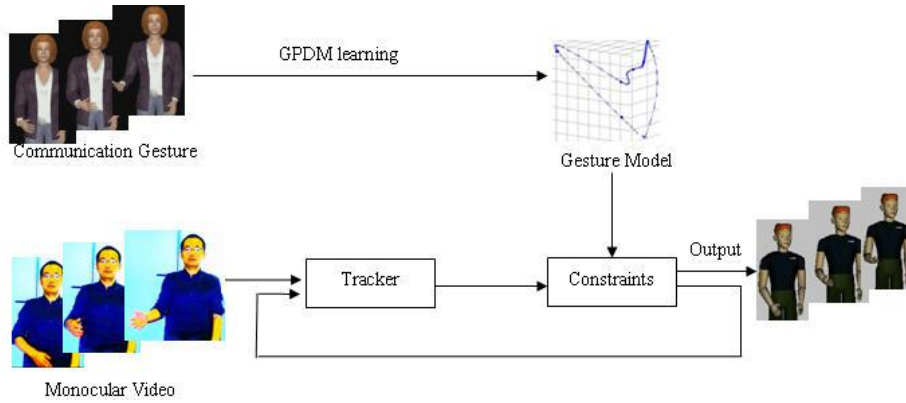 GPDM learning
Communication Gesture
Gesture Model
Output
Tracker
Constraints
Monocular Video